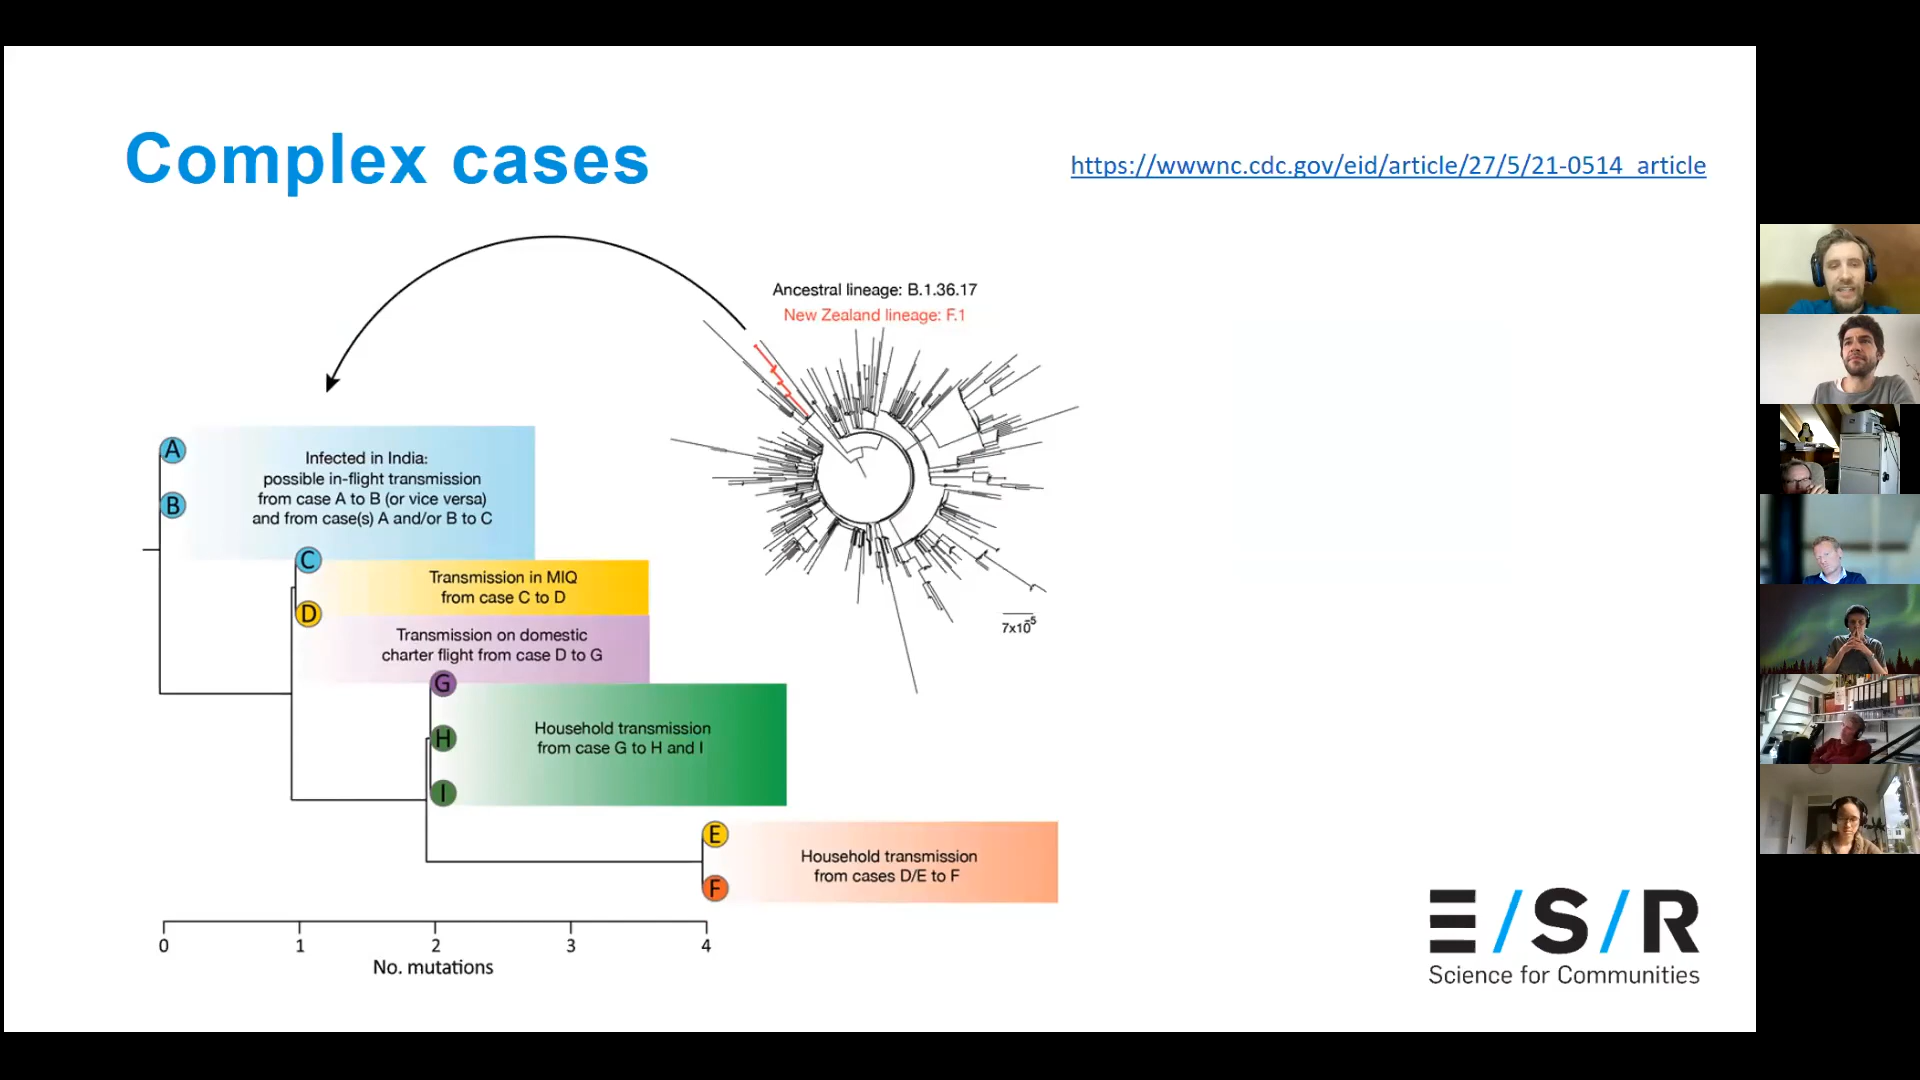 Complex cases
https://wwwnc.cdc.gov/eid/article/27/5/21-0514_article
Ancestral lineage: B.1.36.17
New Zealand lineage: F.1
A
B
Infected in India:
possible in-flight transmission
from case A to B (or vice versa)
and from case(s) A and/or B to C
C
D
Transmission in MIQ
from case C to D
Transmission on domestic
charter flight from case D to G
7x10⁻⁵
G
H
I
Household transmission
from case G to H and I
E
F
Household transmission
from cases D/E to F
0 1 2 3 4
No. mutations
E/S/R
Science for Communities